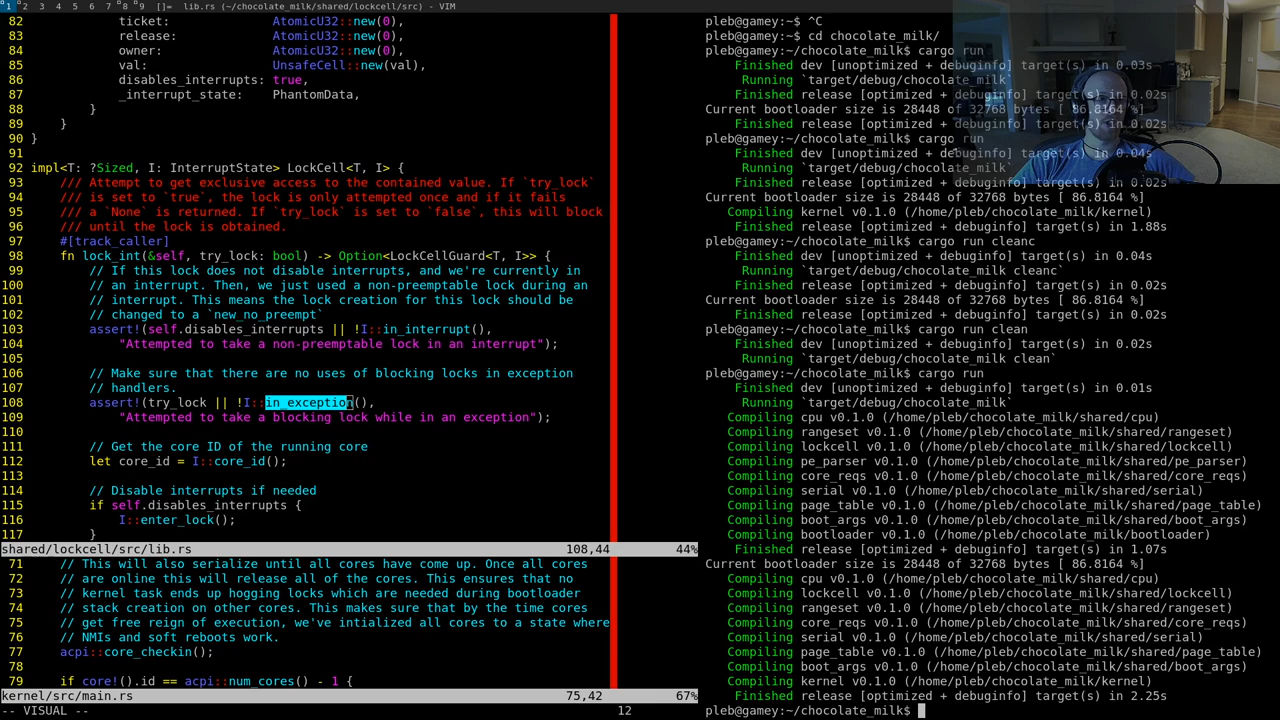 1 2 3 4 5 6 7 8 9 []= lib.rs (~/chocolate_milk/shared/lockcell/src) - VIM
82 ticket: AtomicU32::new(0),
83 release: AtomicU32::new(0),
84 owner: AtomicU32::new(0),
85 val: UnsafeCell::new(val),
86 disables_interrupts: true,
87 _interrupt_state: PhantomData,
88 }
89 }
90 }
91
92 impl<T: ?Sized, I: InterruptState> LockCell<T, I> {
93 /// Attempt to get exclusive access to the contained value. If `try_lock`
94 /// is set to `true`, the lock is only attempted once and if it fails
95 /// a `None` is returned. If `try_lock` is set to `false`, this will block
96 /// until the lock is obtained.
97 #[track_caller]
98 fn lock_int(&self, try_lock: bool) -> Option<LockCellGuard<T, I>> {
99 // If this lock does not disable interrupts, and we're currently in
100 // an interrupt. Then, we just used a non-preemptable lock during an
101 // interrupt. This means the lock creation for this lock should be
102 // changed to a `new_no_preempt`
103 assert!(self.disables_interrupts || !I::in_interrupt(),
104 "Attempted to take a non-preemptable lock in an interrupt");
105
106 // Make sure that there are no uses of blocking locks in exception
107 // handlers.
108 assert!(try_lock || !I::in_exception(),
109 "Attempted to take a blocking lock while in an exception");
110
111 // Get the core ID of the running core
112 let core_id = I::core_id();
113
114 // Disable interrupts if needed
115 if self.disables_interrupts {
116 I::enter_lock();
117 }
shared/lockcell/src/lib.rs 108,44 44%
71 // This will also serialize until all cores have come up. Once all cores
72 // are online this will release all of the cores. This ensures that no
73 // kernel task ends up hogging locks which are needed during bootloader
74 // stack creation on other cores. This makes sure that by the time cores
75 // get free reign of execution, we've intialized all cores to a state where
76 // NMIs and soft reboots work.
77 acpi::core_checkin();
78
79 if core!().id == acpi::num_cores() - 1 {
kernel/src/main.rs 75,42 67%
-- VISUAL -- 12
pleb@gamey:~$ ^C
pleb@gamey:~$ cd chocolate_milk/
pleb@gamey:~/chocolate_milk$ cargo run
Finished dev [unoptimized + debuginfo] target(s) in 0.03s
Running `target/debug/chocolate_milk`
Finished release [optimized + debuginfo] target(s) in 0.02s
Current bootloader size is 28448 of 32768 bytes [ 86.8164 %]
Finished release [optimized + debuginfo] target(s) in 0.02s
pleb@gamey:~/chocolate_milk$ cargo run
Finished dev [unoptimized + debuginfo] target(s) in 0.04s
Running `target/debug/chocolate_milk`
Finished release [optimized + debuginfo] target(s) in 0.02s
Current bootloader size is 28448 of 32768 bytes [ 86.8164 %]
Compiling kernel v0.1.0 (/home/pleb/chocolate_milk/kernel)
Finished release [optimized + debuginfo] target(s) in 1.88s
pleb@gamey:~/chocolate_milk$ cargo run cleanc
Finished dev [unoptimized + debuginfo] target(s) in 0.04s
Running `target/debug/chocolate_milk cleanc`
Finished release [optimized + debuginfo] target(s) in 0.02s
Current bootloader size is 28448 of 32768 bytes [ 86.8164 %]
Finished release [optimized + debuginfo] target(s) in 0.02s
pleb@gamey:~/chocolate_milk$ cargo run clean
Finished dev [unoptimized + debuginfo] target(s) in 0.02s
Running `target/debug/chocolate_milk clean`
pleb@gamey:~/chocolate_milk$ cargo run
Finished dev [unoptimized + debuginfo] target(s) in 0.01s
Running `target/debug/chocolate_milk`
Compiling cpu v0.1.0 (/home/pleb/chocolate_milk/shared/cpu)
Compiling rangeset v0.1.0 (/home/pleb/chocolate_milk/shared/rangeset)
Compiling lockcell v0.1.0 (/home/pleb/chocolate_milk/shared/lockcell)
Compiling pe_parser v0.1.0 (/home/pleb/chocolate_milk/shared/pe_parser)
Compiling core_reqs v0.1.0 (/home/pleb/chocolate_milk/shared/core_reqs)
Compiling serial v0.1.0 (/home/pleb/chocolate_milk/shared/serial)
Compiling page_table v0.1.0 (/home/pleb/chocolate_milk/shared/page_table)
Compiling boot_args v0.1.0 (/home/pleb/chocolate_milk/shared/boot_args)
Compiling bootloader v0.1.0 (/home/pleb/chocolate_milk/bootloader)
Finished release [optimized + debuginfo] target(s) in 1.07s
Current bootloader size is 28448 of 32768 bytes [ 86.8164 %]
Compiling cpu v0.1.0 (/home/pleb/chocolate_milk/shared/cpu)
Compiling lockcell v0.1.0 (/home/pleb/chocolate_milk/shared/lockcell)
Compiling rangeset v0.1.0 (/home/pleb/chocolate_milk/shared/rangeset)
Compiling core_reqs v0.1.0 (/home/pleb/chocolate_milk/shared/core_reqs)
Compiling serial v0.1.0 (/home/pleb/chocolate_milk/shared/serial)
Compiling page_table v0.1.0 (/home/pleb/chocolate_milk/shared/page_table)
Compiling boot_args v0.1.0 (/home/pleb/chocolate_milk/shared/boot_args)
Compiling kernel v0.1.0 (/home/pleb/chocolate_milk/kernel)
Finished release [optimized + debuginfo] target(s) in 2.25s
pleb@gamey:~/chocolate_milk$